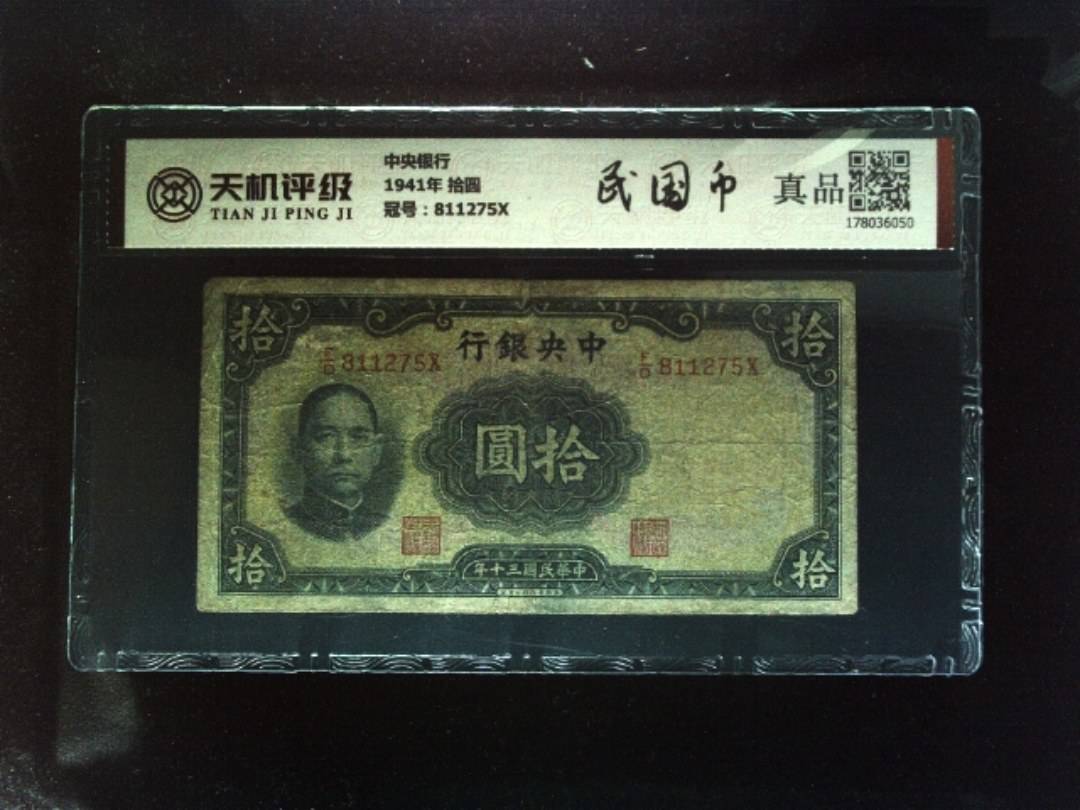 天机评级
TIAN JI PING JI
中央银行
1941年 拾圆
冠号：811275X
民国币
真品
178036050
拾
拾
行銀央中
811275X
811275X
圓拾
拾
年十三國民華中
拾